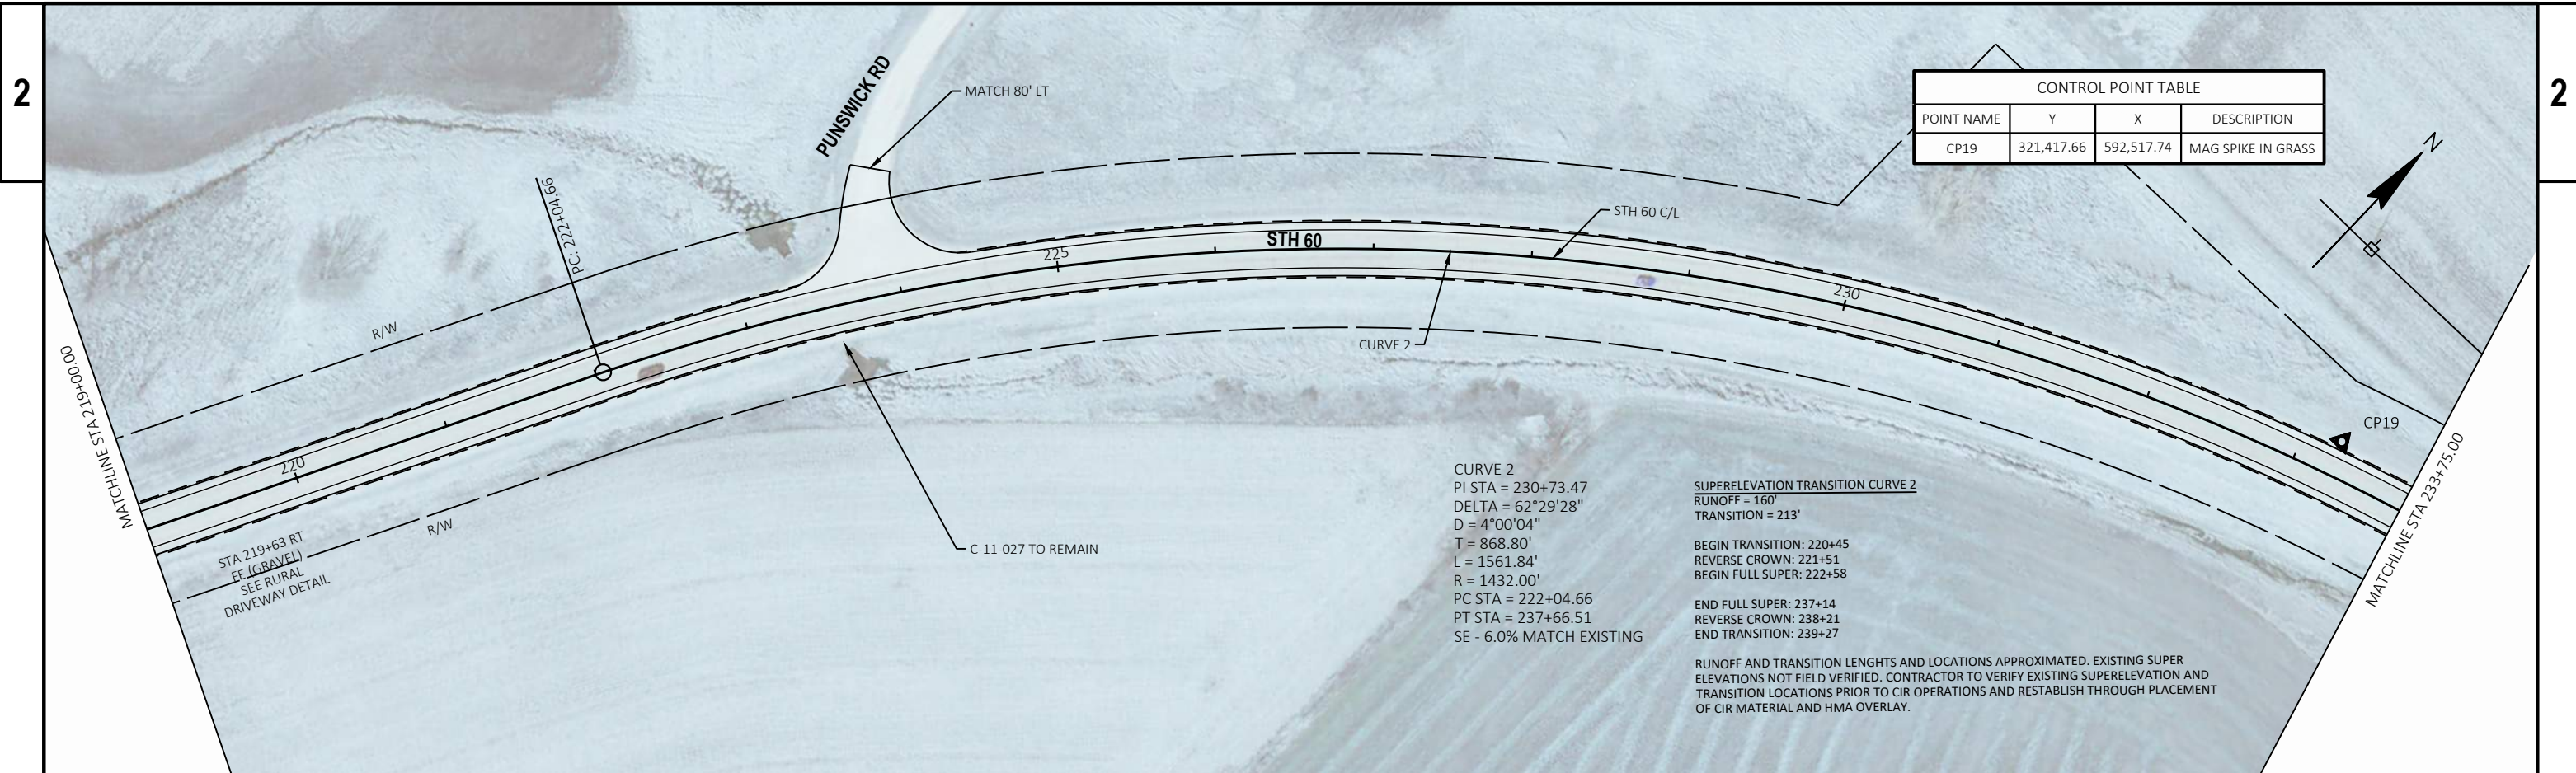 2
2
PUNSWICK RD
MATCH 80' LT
CONTROL POINT TABLE
POINT NAME Y X DESCRIPTION
CP19 321,417.66 592,517.74 MAG SPIKE IN GRASS
N
PC: 222+04.66
STH 60 C/L
STH 60
225
230
R/W
CURVE 2
MATCHLINE STA 219+00.00
220
CP19
MATCHLINE STA 233+75.00
R/W
STA 219+63 RT
FE (GRAVEL)
SEE RURAL
DRIVEWAY DETAIL
C-11-027 TO REMAIN
CURVE 2
PI STA = 230+73.47
DELTA = 62°29'28"
D = 4°00'04"
T = 868.80'
L = 1561.84'
R = 1432.00'
PC STA = 222+04.66
PT STA = 237+66.51
SE - 6.0% MATCH EXISTING
SUPERELEVATION TRANSITION CURVE 2
RUNOFF = 160'
TRANSITION = 213'
BEGIN TRANSITION: 220+45
REVERSE CROWN: 221+51
BEGIN FULL SUPER: 222+58
END FULL SUPER: 237+14
REVERSE CROWN: 238+21
END TRANSITION: 239+27
RUNOFF AND TRANSITION LENGHTS AND LOCATIONS APPROXIMATED. EXISTING SUPER
ELEVATIONS NOT FIELD VERIFIED. CONTRACTOR TO VERIFY EXISTING SUPERELEVATION AND
TRANSITION LOCATIONS PRIOR TO CIR OPERATIONS AND RESTABLISH THROUGH PLACEMENT
OF CIR MATERIAL AND HMA OVERLAY.